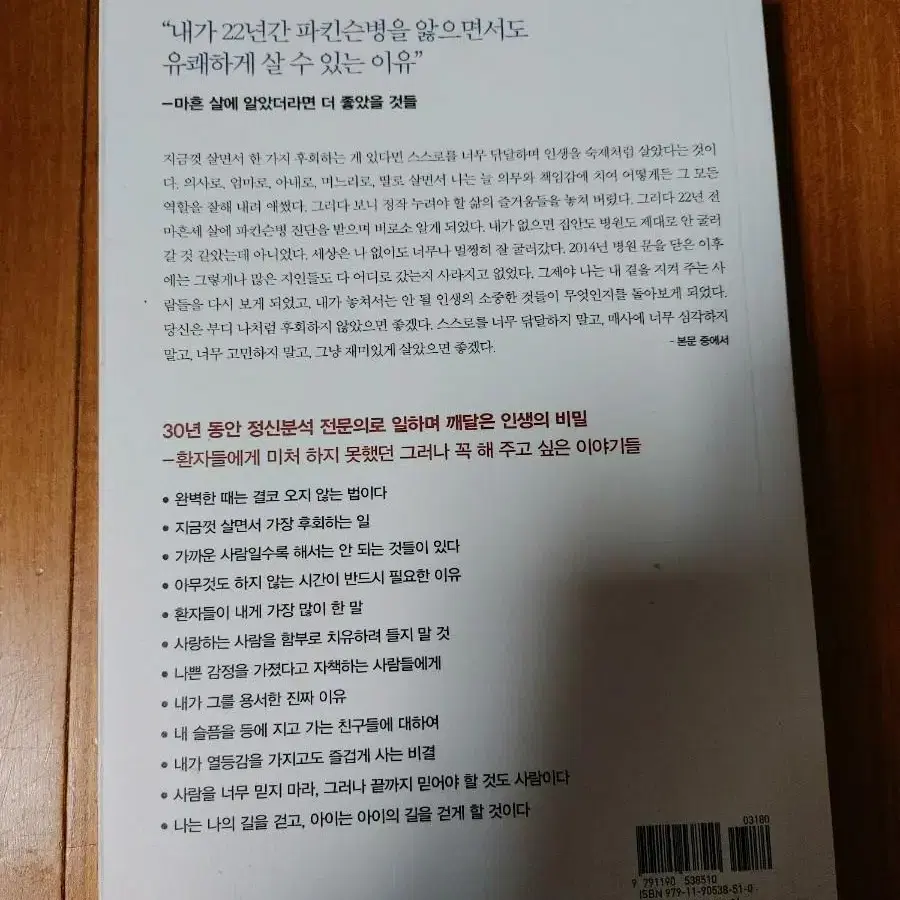 “내가 22년간 파킨슨병을 앓으면서도
유쾌하게 살 수 있는 이유”
-마흔 살에 알았더라면 더 좋았을 것들
지금껏 살면서 한 가지 후회하는 게 있다면 스스로를 너무 닦달하며 인생을 숙제처럼 살았다는 것이
다. 의사로, 엄마로, 아내로, 며느리로, 딸로 살면서 나는 늘 의무와 책임감에 치여 어떻게든 그 모든
역할을 잘해 내려 애썼다. 그러다 보니 정작 누려야 할 삶의 즐거움들을 놓쳐 버렸다. 그러다 22년 전
마흔세 살에 파킨슨병 진단을 받으며 비로소 알게 되었다. 내가 없으면 집안도 병원도 제대로 안 굴러
갈 것 같았는데 아니었다. 세상은 나 없이도 너무나 멀쩡히 잘 굴러갔다. 2014년 병원 문을 닫은 이후
에는 그렇게나 많은 지인들도 다 어디로 갔는지 사라지고 없었다. 그제야 나는 내 곁을 지켜 주는 사
람들을 다시 보게 되었고, 내가 놓쳐서는 안 될 인생의 소중한 것들이 무엇인지를 돌아보게 되었다.
당신은 부디 나처럼 후회하지 않았으면 좋겠다. 스스로를 너무 닦달하지 말고, 매사에 너무 심각하지
말고, 너무 고민하지 말고, 그냥 재미있게 살았으면 좋겠다. - 본문 중에서
30년 동안 정신분석 전문의로 일하며 깨달은 인생의 비밀
-환자들에게 미처 하지 못했던 그러나 꼭 해 주고 싶은 이야기들
• 완벽한 때는 결코 오지 않는 법이다
• 지금껏 살면서 가장 후회하는 일
• 가까운 사람일수록 해서는 안 되는 것들이 있다
• 아무것도 하지 않는 시간이 반드시 필요한 이유
• 환자들이 내게 가장 많이 한 말
• 사랑하는 사람을 함부로 치유하려 들지 말 것
• 나쁜 감정을 가졌다고 자책하는 사람들에게
• 내가 그를 용서한 진짜 이유
• 내 슬픔을 등에 지고 가는 친구들에 대하여
• 내가 열등감을 가지고도 즐겁게 사는 비결
• 사람을 너무 믿지 마라, 그러나 끝까지 믿어야 할 것도 사람이다
• 나는 나의 길을 걷고, 아이는 아이의 길을 걷게 할 것이다
03180
9 791190 538510
ISBN 979-11-90538-51-0